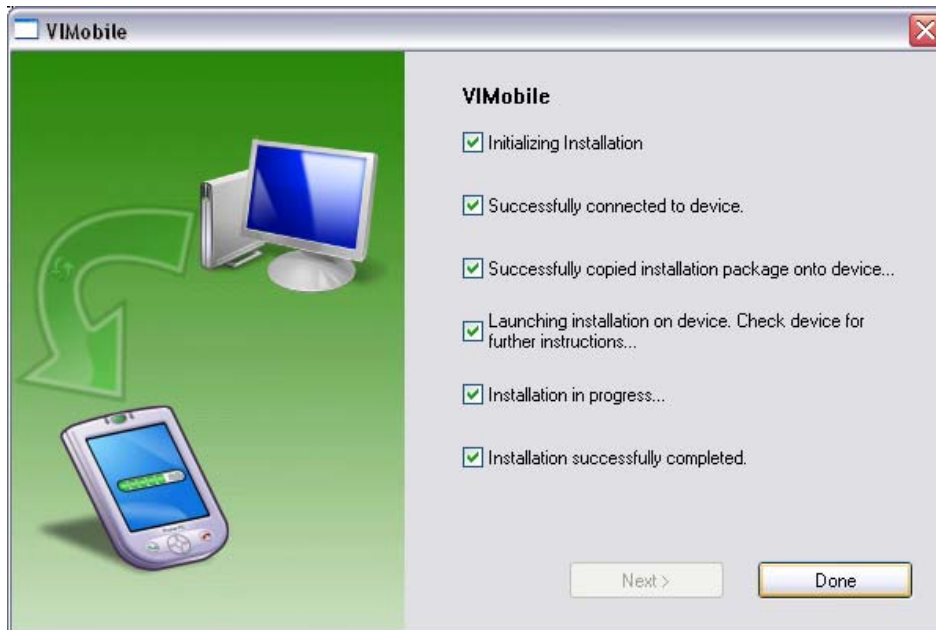 VIMobile
VIMobile
Initializing Installation
Successfully connected to device.
Successfully copied installation package onto device...
Launching installation on device. Check device for
further instructions...
Installation in progress...
Installation successfully completed.
Next >
Done